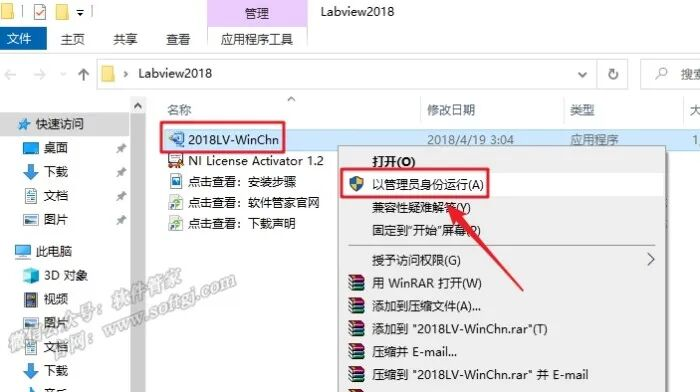 管理
Labview2018
文件
主页
共享
查看
应用程序工具
Labview2018
搜索
快速访问
桌面
下载
文档
图片
此电脑
3D 对象
视频
图片
文档
下载
音乐
名称
修改日期
类型
2018LV-WinChn
2018/4/19 3:04
应用程序
NI License Activator 1.2
点击查看：安装步骤
点击查看：软件管家官网
点击查看：下载声明
打开(O)
以管理员身份运行(A)
兼容性疑难解答(Y)
固定到"开始"屏幕(P)
授予访问权限(G)
用 WinRAR 打开(W)
添加到压缩文件(A)...
添加到 "2018LV-WinChn.rar"(T)
压缩并 E-mail...
压缩到 "2018LV-WinChn.rar" 并 E-mail
微信公众号：软件管家
官网：www.softgj.com